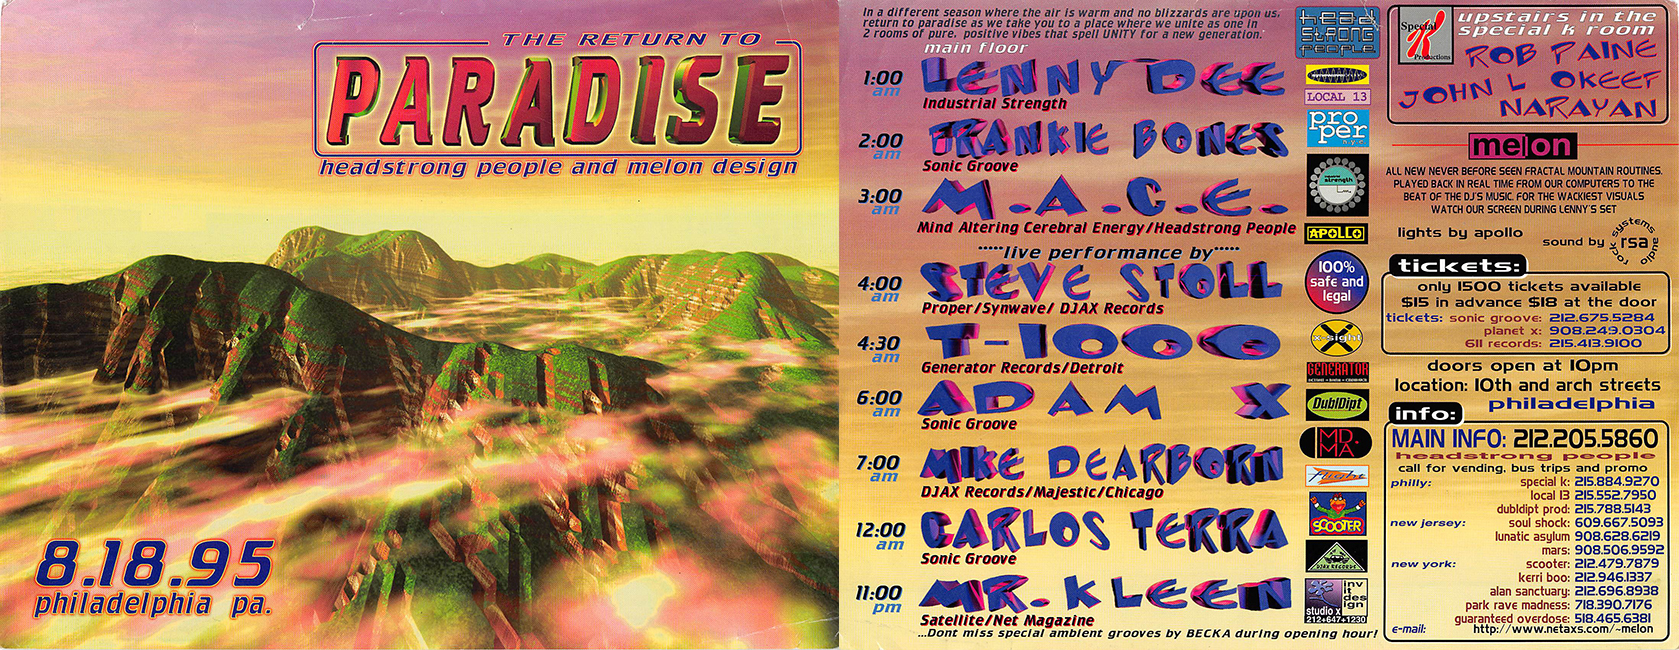 THE RETURN TO
PARADISE
headstrong people and melon design
8.18.95
philadelphia pa.
In a different season where the air is warm and no blizzards are upon us,
return to paradise as we take you to a place where we unite as one in
2 rooms of pure. positive vibes that spell UNITY for a new generation.
main floor
1:00 am
LENNY DEE
Industrial Strength
2:00 am
FRANKIE BONES
Sonic Groove
3:00 am
M.A.C.E.
Mind Altering Cerebral Energy/Headstrong People
.....live performance by.....
4:00 am
STEVE STOLL
Proper/Synwave/ DJAX Records
4:30 am
T-1000
Generator Records/Detroit
6:00 am
ADAM X
Sonic Groove
7:00 am
MIKE DEARBORN
DJAX Records/Majestic/Chicago
12:00 am
CARLOS TERRA
Sonic Groove
11:00 pm
MR. KLEEN
Satellite/Net Magazine
...Dont miss special ambient grooves by BECKA during opening hour!
head
strong
people
LOCAL 13
proper
n.y.c.
strength
APOLLO
100%
safe and
legal
x-sight
GENERATOR
DublDipt
MD.
MA
Flight
SCOOTER
DJAX RECORDS
inv
it des
ign
studio x
212+647+1230
Special
K
Productions
upstairs in the
special k room
ROB PAINE
JOHN L OKEEF
NARAYAN
melon
ALL NEW NEVER BEFORE SEEN FRACTAL MOUNTAIN ROUTINES.
PLAYED BACK IN REAL TIME FROM OUR COMPUTERS TO THE
BEAT OF THE DJ'S MUSIC. FOR THE WACKIEST VISUALS
WATCH OUR SCREEN DURING LENNY'S SET
lights by apollo
sound by rsa
rock systems audio
tickets:
only 1500 tickets available
$15 in advance $18 at the door
tickets: sonic groove: 212.675.5284
planet x: 908.249.0304
611 records: 215.413.9100
doors open at 10pm
location: 10th and arch streets
philadelphia
info:
MAIN INFO: 212.205.5860
headstrong people
call for vending, bus trips and promo
philly: special k: 215.884.9270
local 13: 215.552.7950
dubldipt prod: 215.788.5143
new jersey: soul shock: 609.667.5093
lunatic asylum 908.628.6219
mars: 908.506.9592
new york: scooter: 212.479.7879
kerri boo: 212.946.1337
alan sanctuary: 212.696.8938
park rave madness: 718.390.7176
guaranteed overdose: 518.465.6381
e-mail: http://www.netaxs.com/~melon